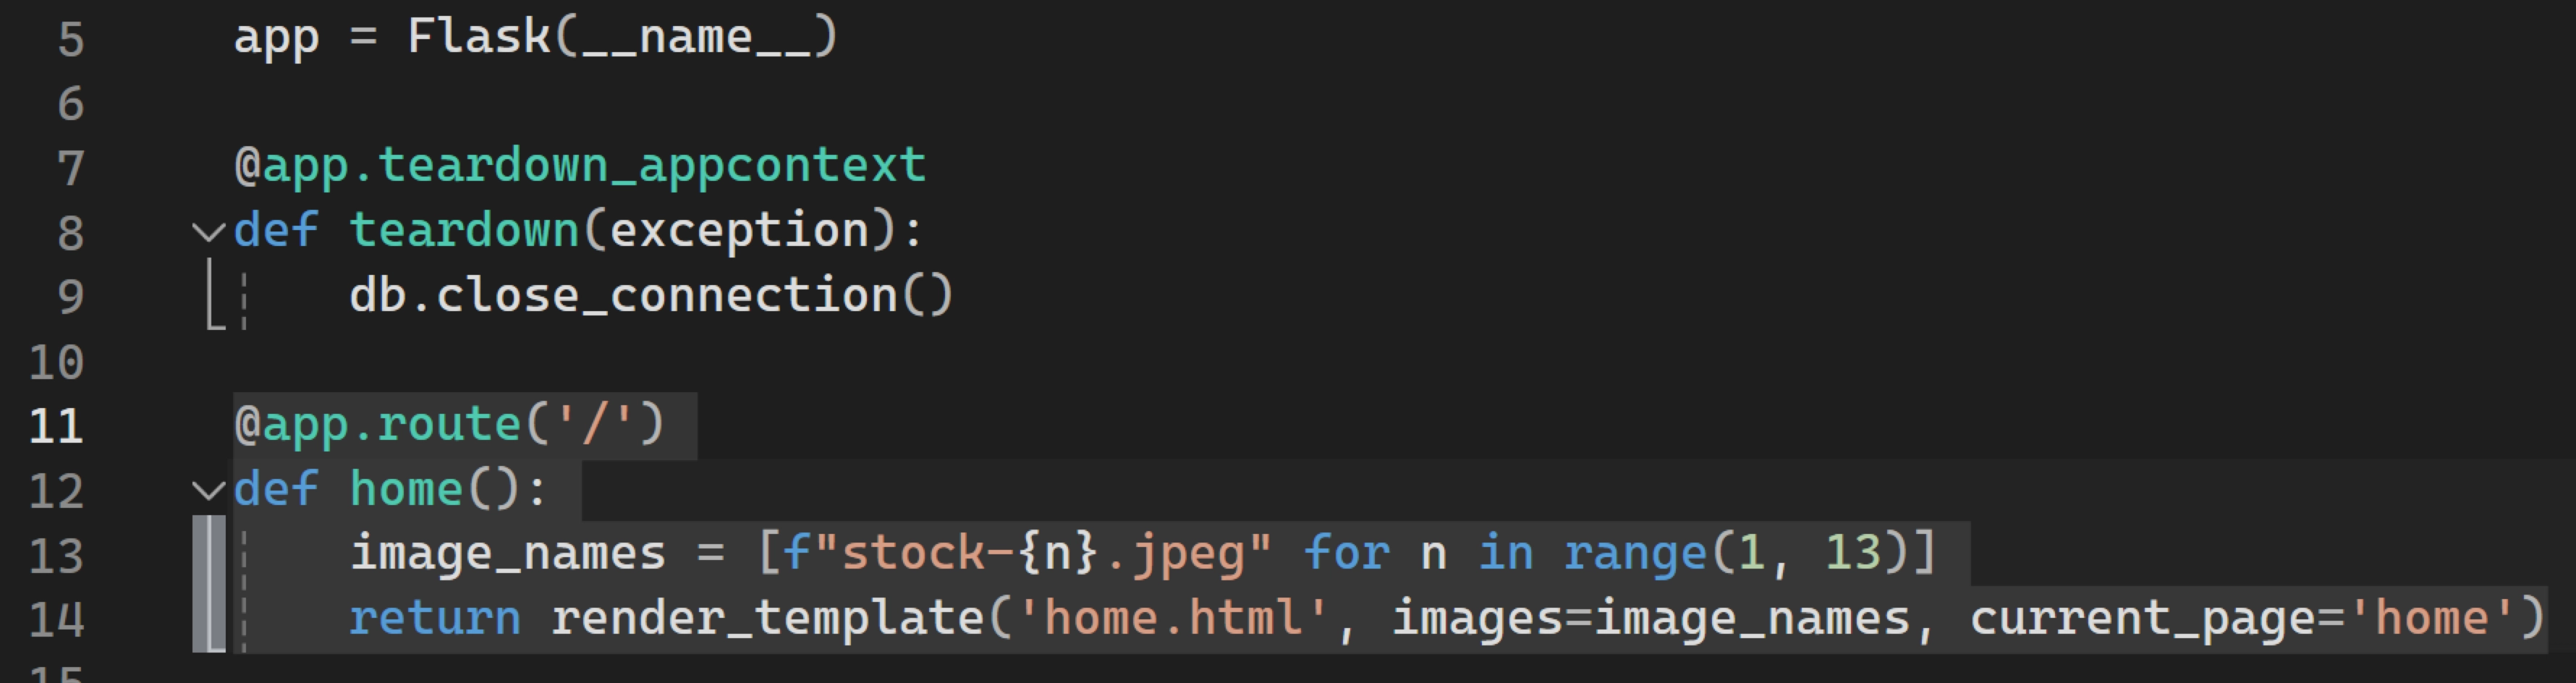 5 app = Flask(__name__)
6
7 @app.teardown_appcontext
8 def teardown(exception):
9     db.close_connection()
10
11 @app.route('/')
12 def home():
13     image_names = [f"stock-{n}.jpeg" for n in range(1, 13)]
14     return render_template('home.html', images=image_names, current_page='home')
15